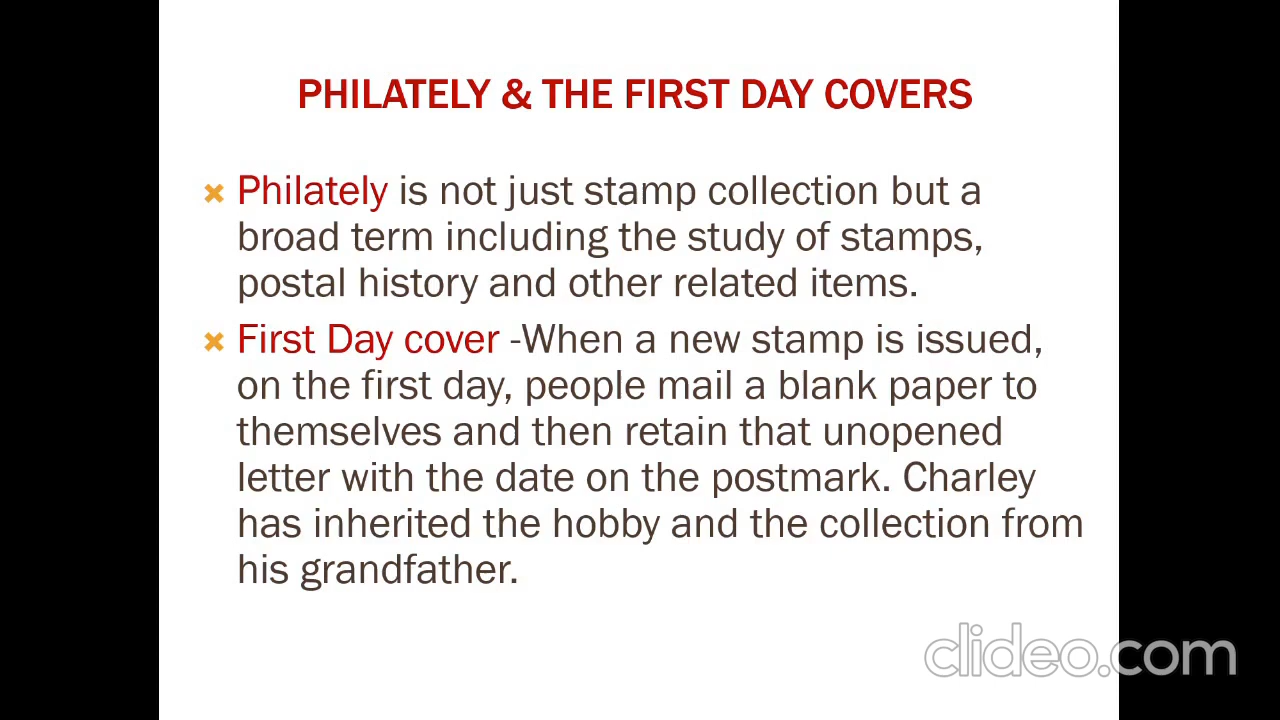 PHILATELY & THE FIRST DAY COVERS
Philately is not just stamp collection but a
broad term including the study of stamps,
postal history and other related items.
First Day cover -When a new stamp is issued,
on the first day, people mail a blank paper to
themselves and then retain that unopened
letter with the date on the postmark. Charley
has inherited the hobby and the collection from
his grandfather.
clideo.com